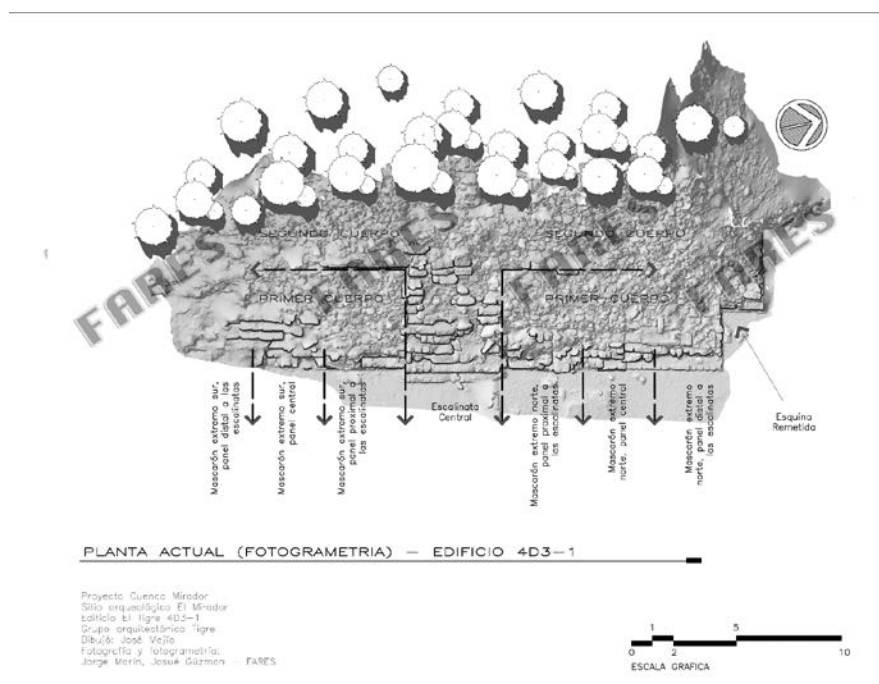 SEGUNDO CUERPO
SEGUNDO CUERPO
FARES
FARES
FARES
FARES
PRIMER CUERPO
PRIMER CUERPO
Mascarón extremo sur,
panel distal a las
escalinatas
Mascarón extremo sur,
panel central
Mascarón extremo sur,
panel proximal a
las escalinatas
Escalinata
Central
Mascarón extremo norte,
panel proximal a
las escalinatas
Mascarón extremo
norte, panel central
Mascarón extremo
norte, panel distal a
las escalinatas
Esquina
Remetida
PLANTA ACTUAL (FOTOGRAMETRIA) — EDIFICIO 4D3-1
Proyecto Cuenca Mirador
Sitio arqueológico El Mirador
Edificio El Tigre 4D3-1
Grupo arquitectónico Tigre
Dibujó: José Vejío
Fotografía y fotogrametría:
Jorge Marín, Josué Guzmán — FARES
1 5
0 2 10
ESCALA GRAFICA